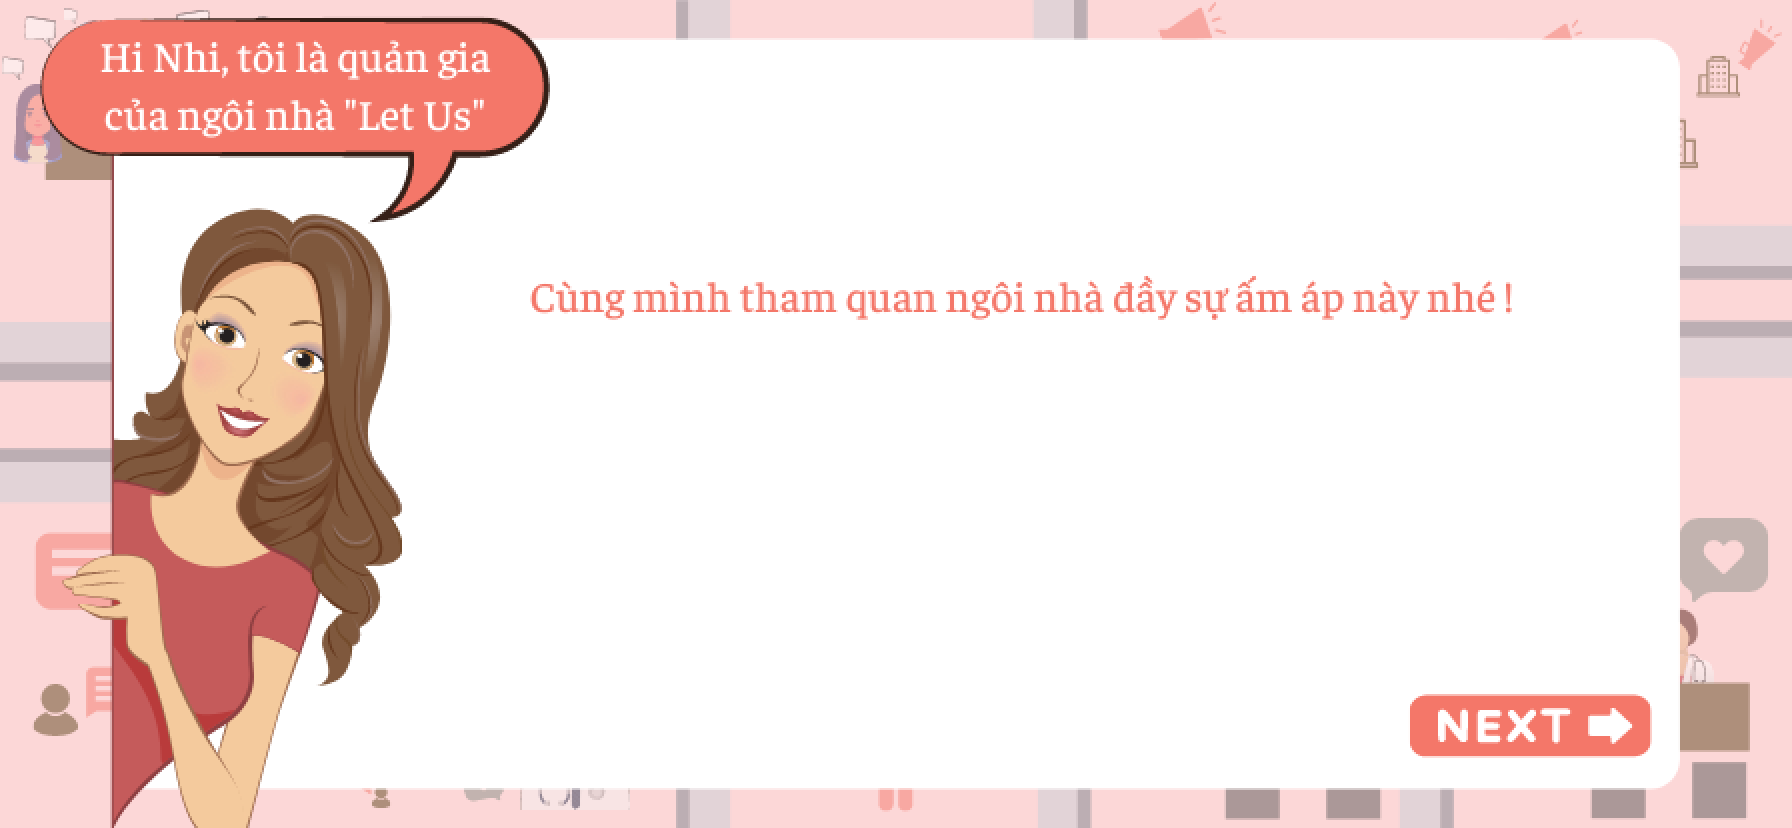 Hi Nhi, tôi là quản gia
của ngôi nhà "Let Us"
Cùng mình tham quan ngôi nhà đầy sự ấm áp này nhé !
NEXT